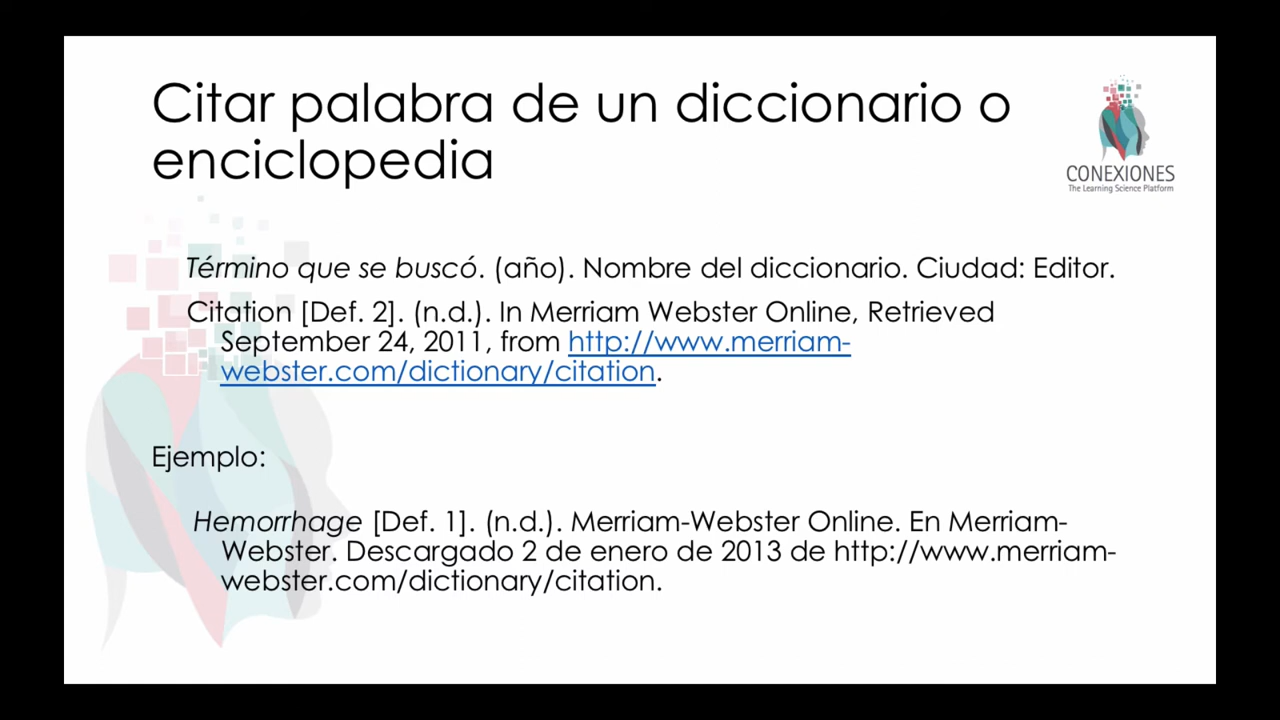 Citar palabra de un diccionario o
enciclopedia
CONEXIONES
The Learning Science Platform
Término que se buscó. (año). Nombre del diccionario. Ciudad: Editor.
Citation [Def. 2]. (n.d.). In Merriam Webster Online, Retrieved
September 24, 2011, from http://www.merriam-
webster.com/dictionary/citation.
Ejemplo:
Hemorrhage [Def. 1]. (n.d.). Merriam-Webster Online. En Merriam-
Webster. Descargado 2 de enero de 2013 de http://www.merriam-
webster.com/dictionary/citation.